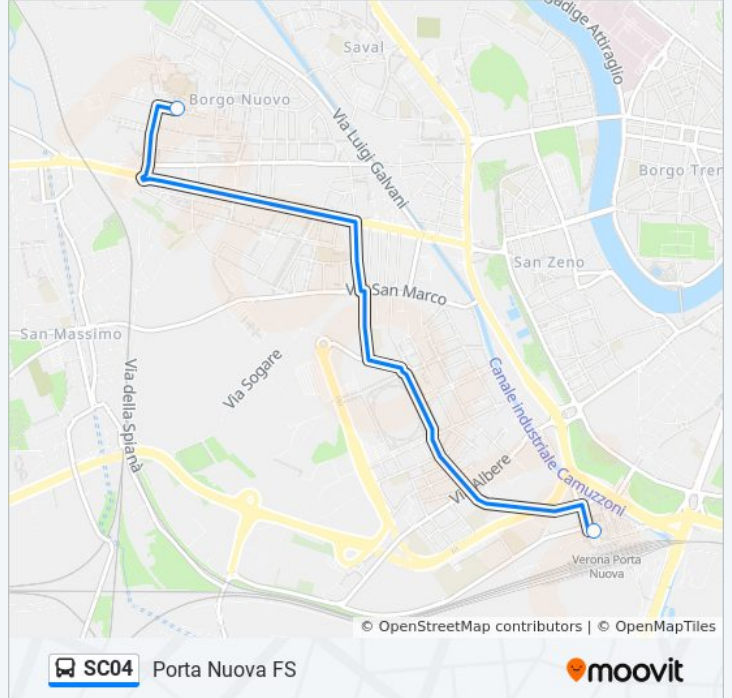 Adige Attiraglio
Saval
Borgo Nuovo
Via Luigi Galvani
Borgo Tren
San Zeno
San Marco
San Massimo
Via Sogare
Via della Spianà
Canale industriale Camuzzoni
Via Albere
Verona Porta
Nuova
© OpenStreetMap contributors | © OpenMapTiles
SC04 Porta Nuova FS
moovit